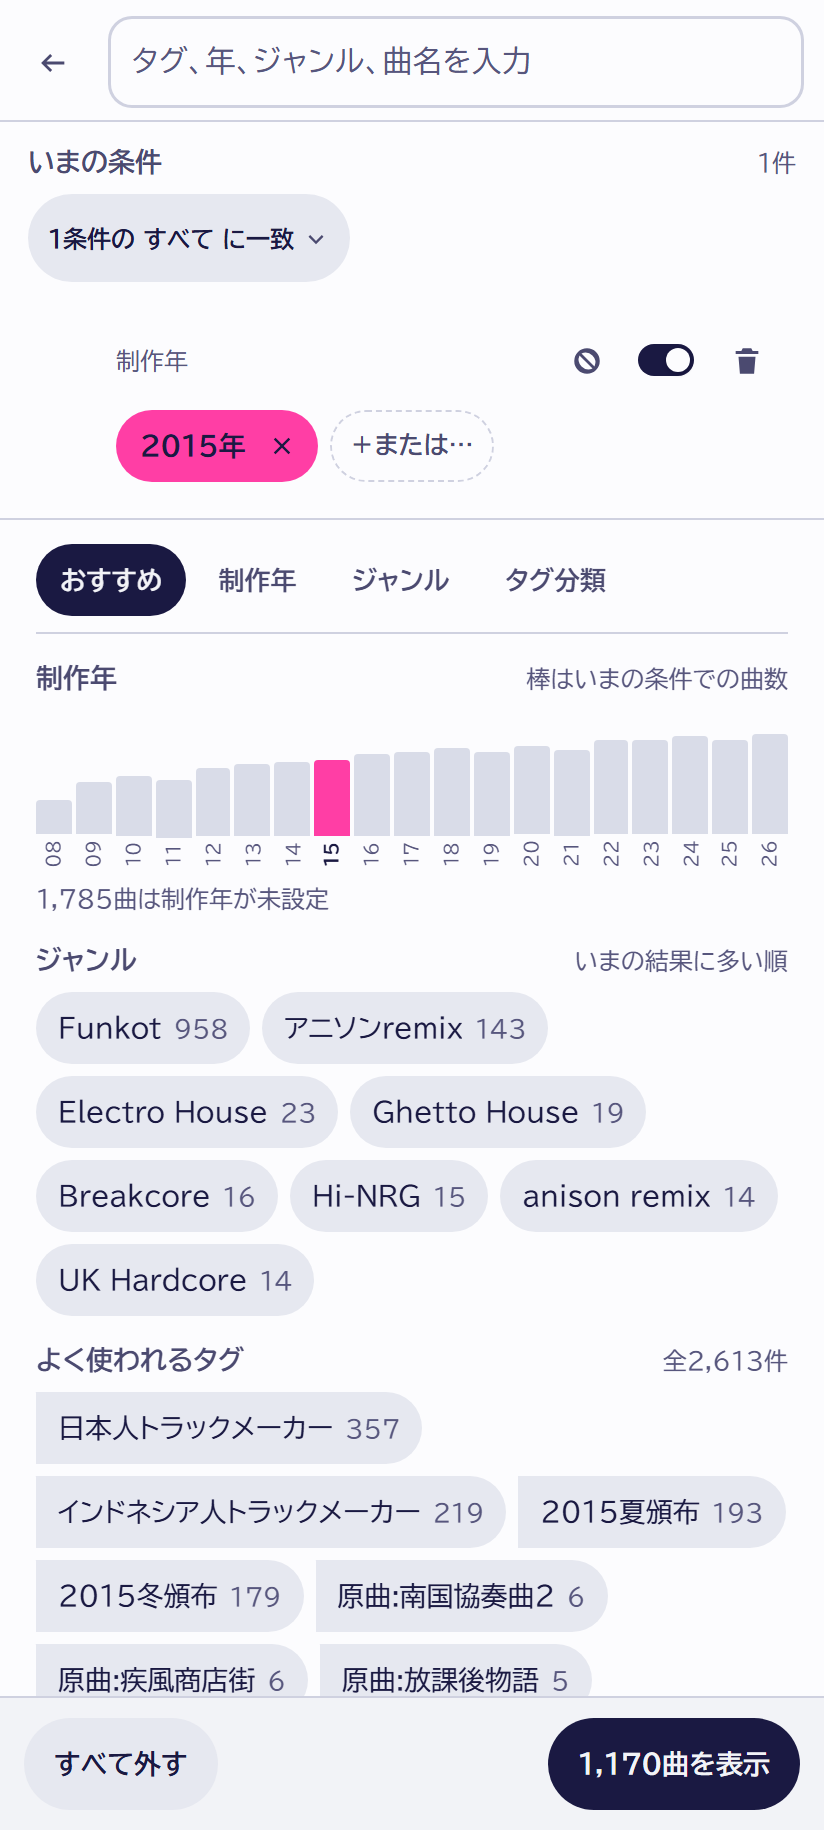 タグ、年、ジャンル、曲名を入力
いまの条件 1件
1条件の すべて に一致
制作年
2015年 ×
+または…
おすすめ 制作年 ジャンル タグ分類
制作年 棒はいまの条件での曲数
08 09 10 11 12 13 14 15 16 17 18 19 20 21 22 23 24 25 26
1,785曲は制作年が未設定
ジャンル いまの結果に多い順
Funkot 958 アニソンremix 143
Electro House 23 Ghetto House 19
Breakcore 16 Hi-NRG 15 anison remix 14
UK Hardcore 14
よく使われるタグ 全2,613件
日本人トラックメーカー 357
インドネシア人トラックメーカー 219 2015夏頒布 193
2015冬頒布 179 原曲:南国協奏曲2 6
原曲:疾風商店街 6 原曲:放課後物語 5
すべて外す 1,170曲を表示